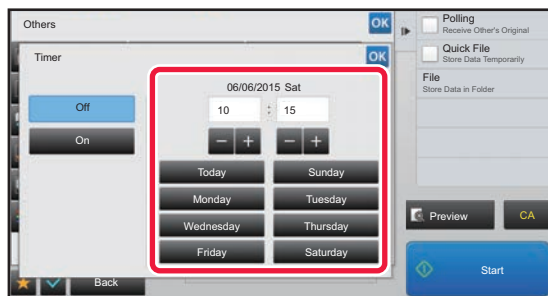 Others
OK
Timer
OK
06/06/2015 Sat
10 : 15
Off
On
Today
Sunday
Monday
Tuesday
Wednesday
Thursday
Friday
Saturday
Back
Polling
Receive Other's Original
Quick File
Store Data Temporarily
File
Store Data in Folder
Preview
CA
Start